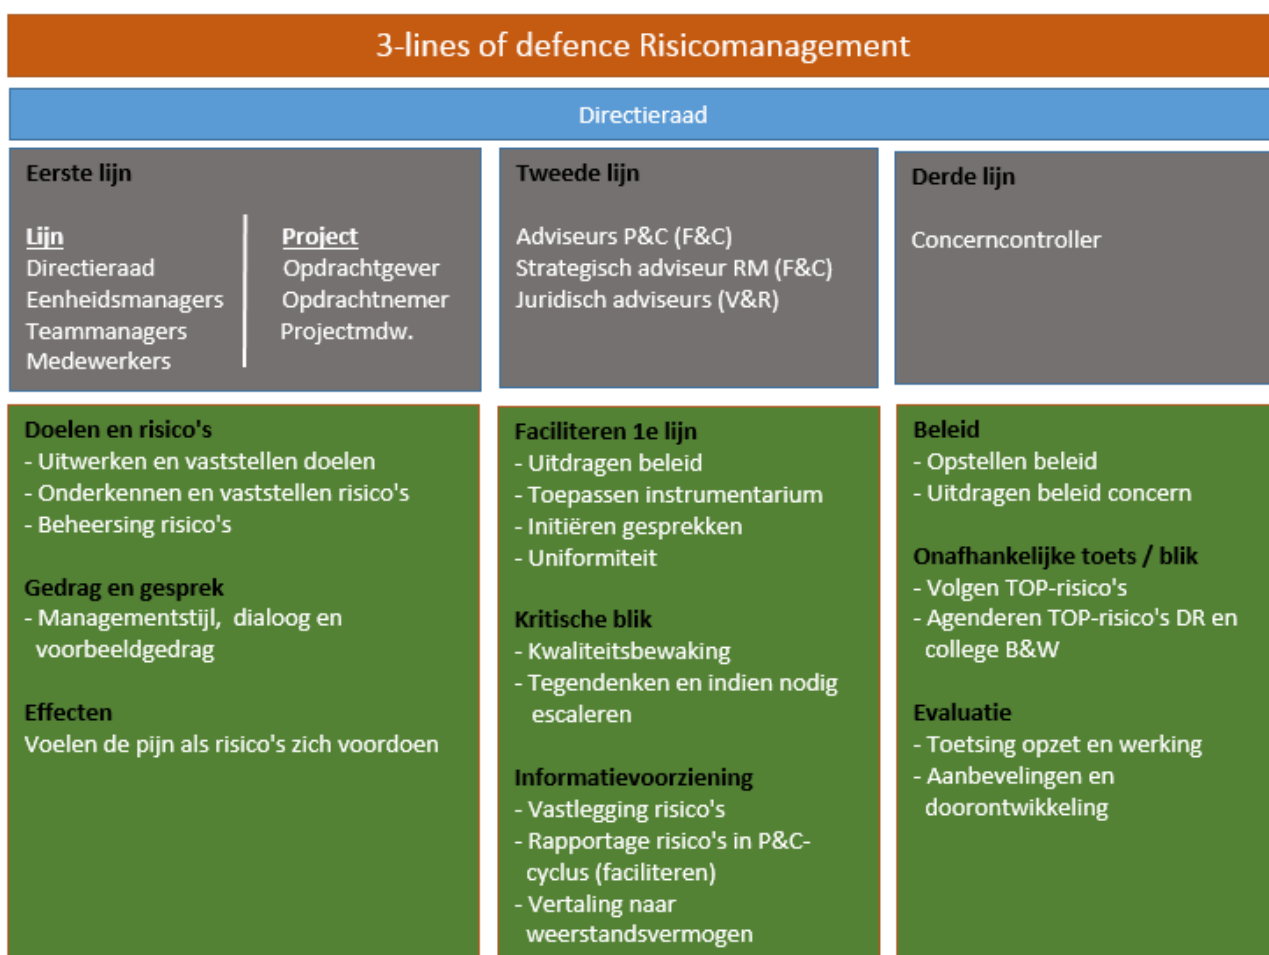 3-lines of defence Risicomanagement
Directieraad
Eerste lijn
Lijn
Directieraad
Eenheidsmanagers
Teammanagers
Medewerkers
Project
Opdrachtgever
Opdrachtnemer
Projectmdw.
Tweede lijn
Adviseurs P&C (F&C)
Strategisch adviseur RM (F&C)
Juridisch adviseurs (V&R)
Derde lijn
Concerncontroller
Doelen en risico's
- Uitwerken en vaststellen doelen
- Onderkennen en vaststellen risico's
- Beheersing risico's
Gedrag en gesprek
- Managementstijl, dialoog en
voorbeeldgedrag
Effecten
Voelen de pijn als risico's zich voordoen
Faciliteren 1e lijn
- Uitdragen beleid
- Toepassen instrumentarium
- Initiëren gesprekken
- Uniformiteit
Kritische blik
- Kwaliteitsbewaking
- Tegendenken en indien nodig
escaleren
Informatievoorziening
- Vastlegging risico's
- Rapportage risico's in P&C-
cyclus (faciliteren)
- Vertaling naar
weerstandsvermogen
Beleid
- Opstellen beleid
- Uitdragen beleid concern
Onafhankelijke toets / blik
- Volgen TOP-risico's
- Agenderen TOP-risico's DR en
college B&W
Evaluatie
- Toetsing opzet en werking
- Aanbevelingen en
doorontwikkeling